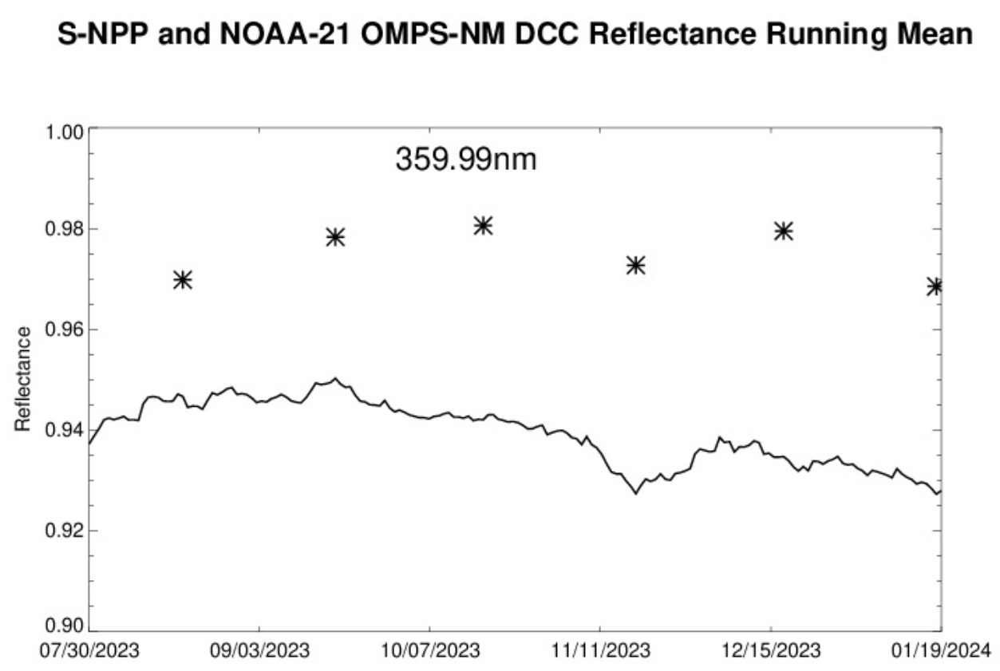 S-NPP and NOAA-21 OMPS-NM DCC Reflectance Running Mean
359.99nm
Reflectance
1.00
0.98
0.96
0.94
0.92
0.90
07/30/2023 09/03/2023 10/07/2023 11/11/2023 12/15/2023 01/19/2024